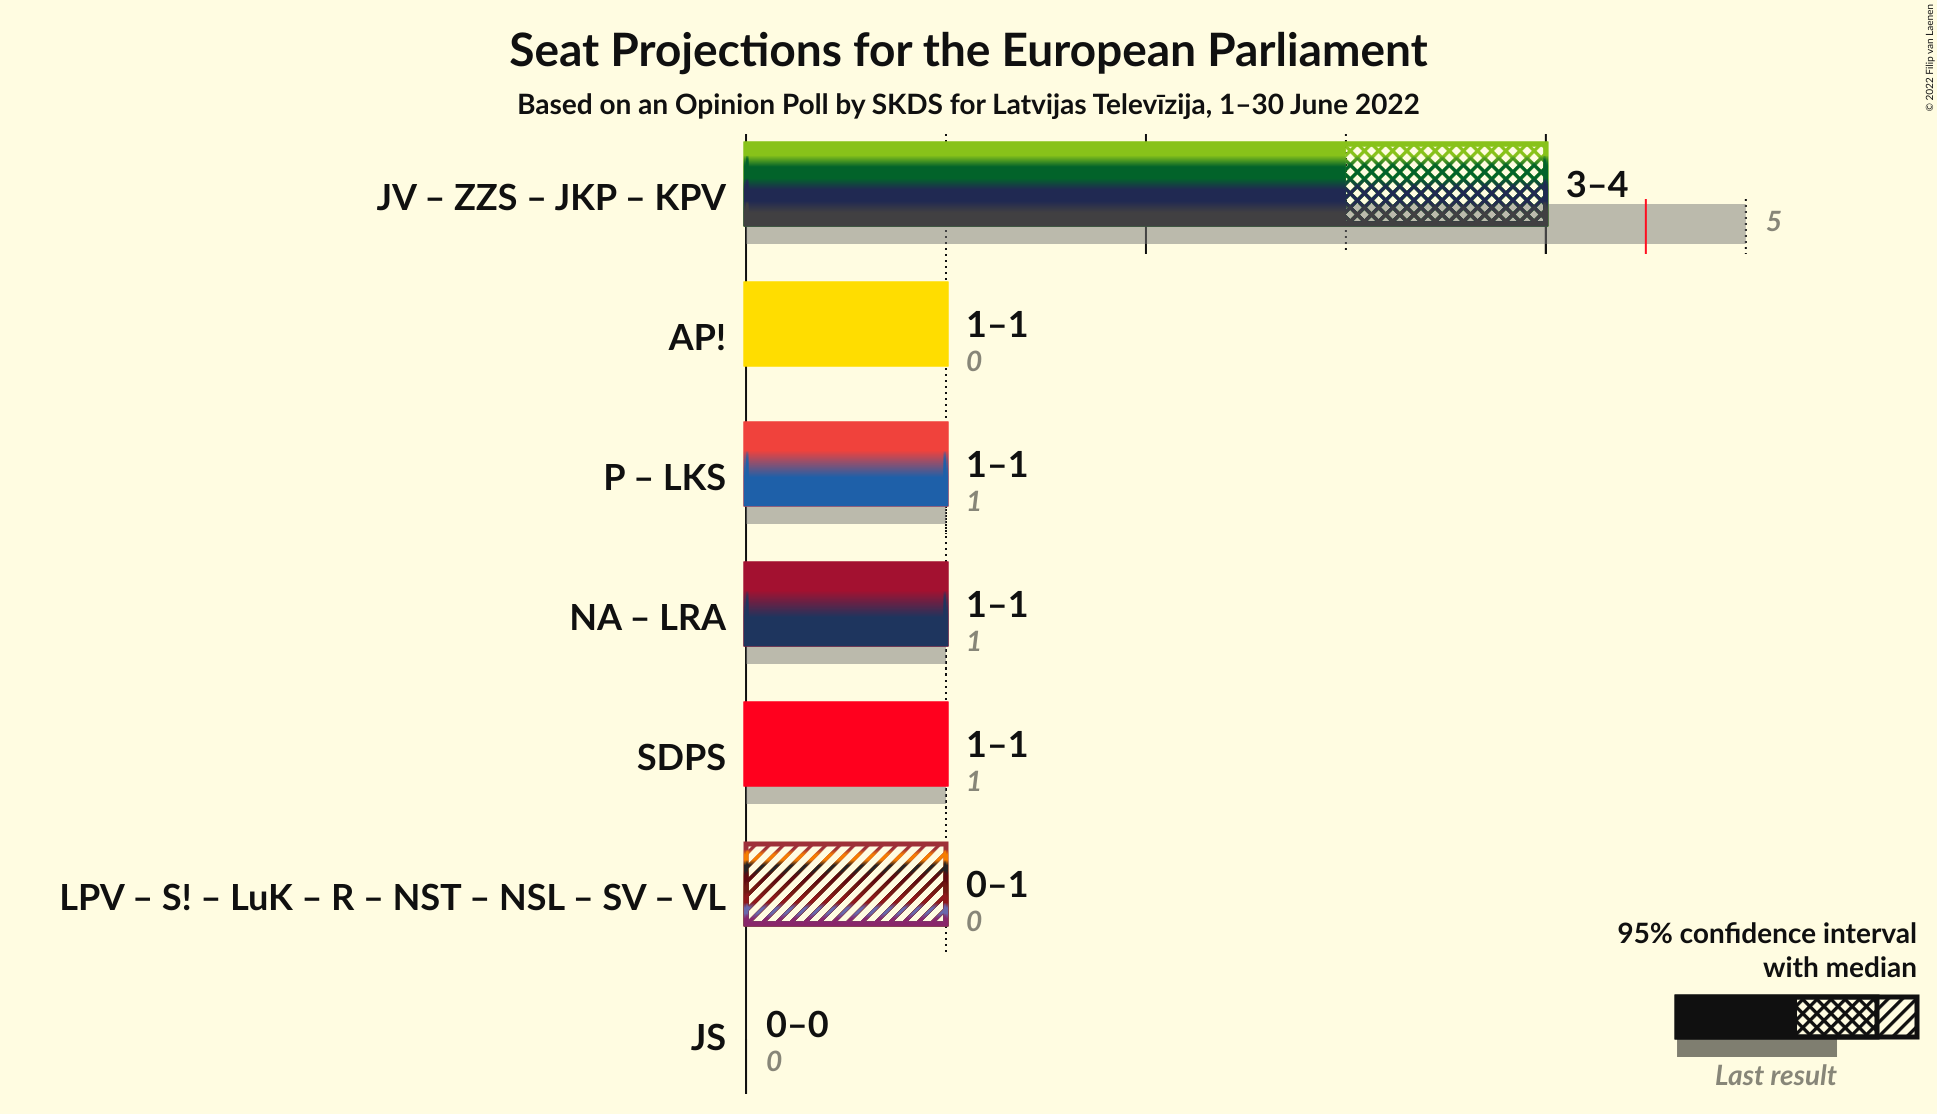 Seat Projections for the European Parliament
Based on an Opinion Poll by SKDS for Latvijas Televīzija, 1–30 June 2022
© 2022 Filip van Laenen
JV – ZZS – JKP – KPV
3–4
5
AP!
1–1
0
P – LKS
1–1
1
NA – LRA
1–1
1
SDPS
1–1
1
LPV – S! – LuK – R – NST – NSL – SV – VL
0–1
0
JS
0–0
0
95% confidence interval
with median
Last result